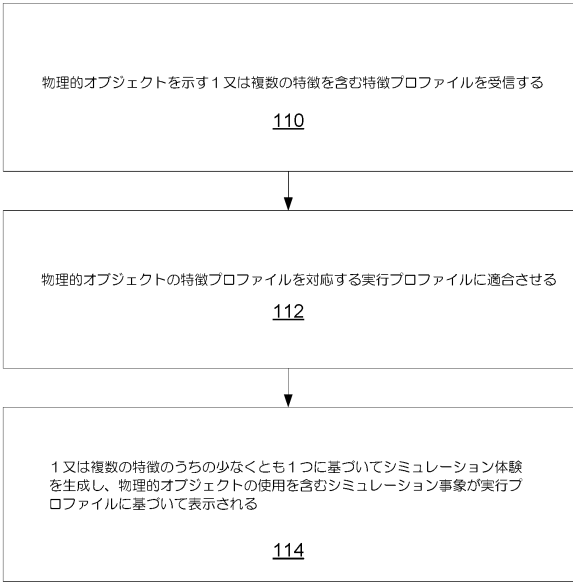 物理的オブジェクトを示す１又は複数の特徴を含む特徴プロファイルを受信する
110
物理的オブジェクトの特徴プロファイルを対応する実行プロファイルに適合させる
112
１又は複数の特徴のうちの少なくとも１つに基づいてシミュレーション体験
を生成し、物理的オブジェクトの使用を含むシミュレーション事象が実行プ
ロファイルに基づいて表示される
114